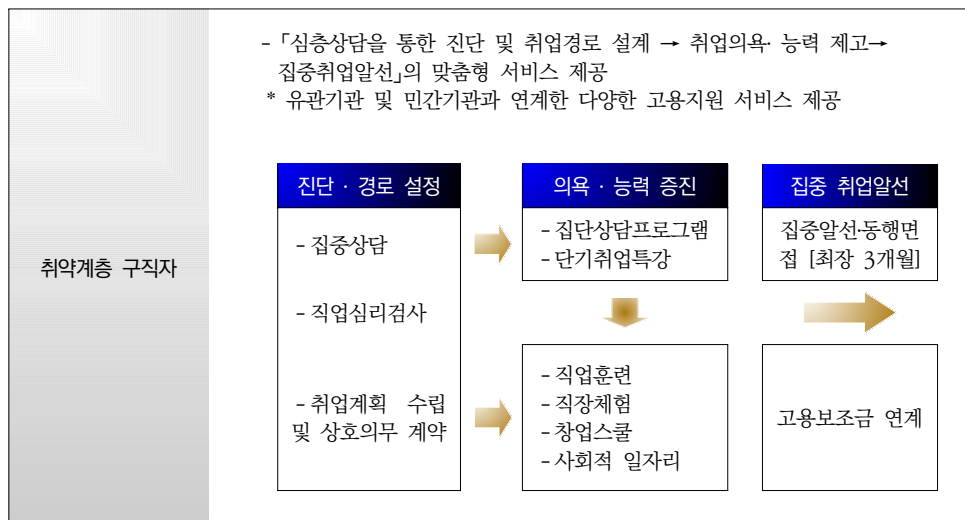 -「심층상담을 통한 진단 및 취업경로 설계 → 취업의욕· 능력 제고→
집중취업알선」의 맞춤형 서비스 제공
* 유관기관 및 민간기관과 연계한 다양한 고용지원 서비스 제공
취약계층 구직자
진단 · 경로 설정
- 집중상담
- 직업심리검사
- 취업계획 수립
및 상호의무 계약
의욕 · 능력 증진
- 집단상담프로그램
- 단기취업특강
- 직업훈련
- 직장체험
- 창업스쿨
- 사회적 일자리
집중 취업알선
집중알선·동행면
접 [최장 3개월]
고용보조금 연계